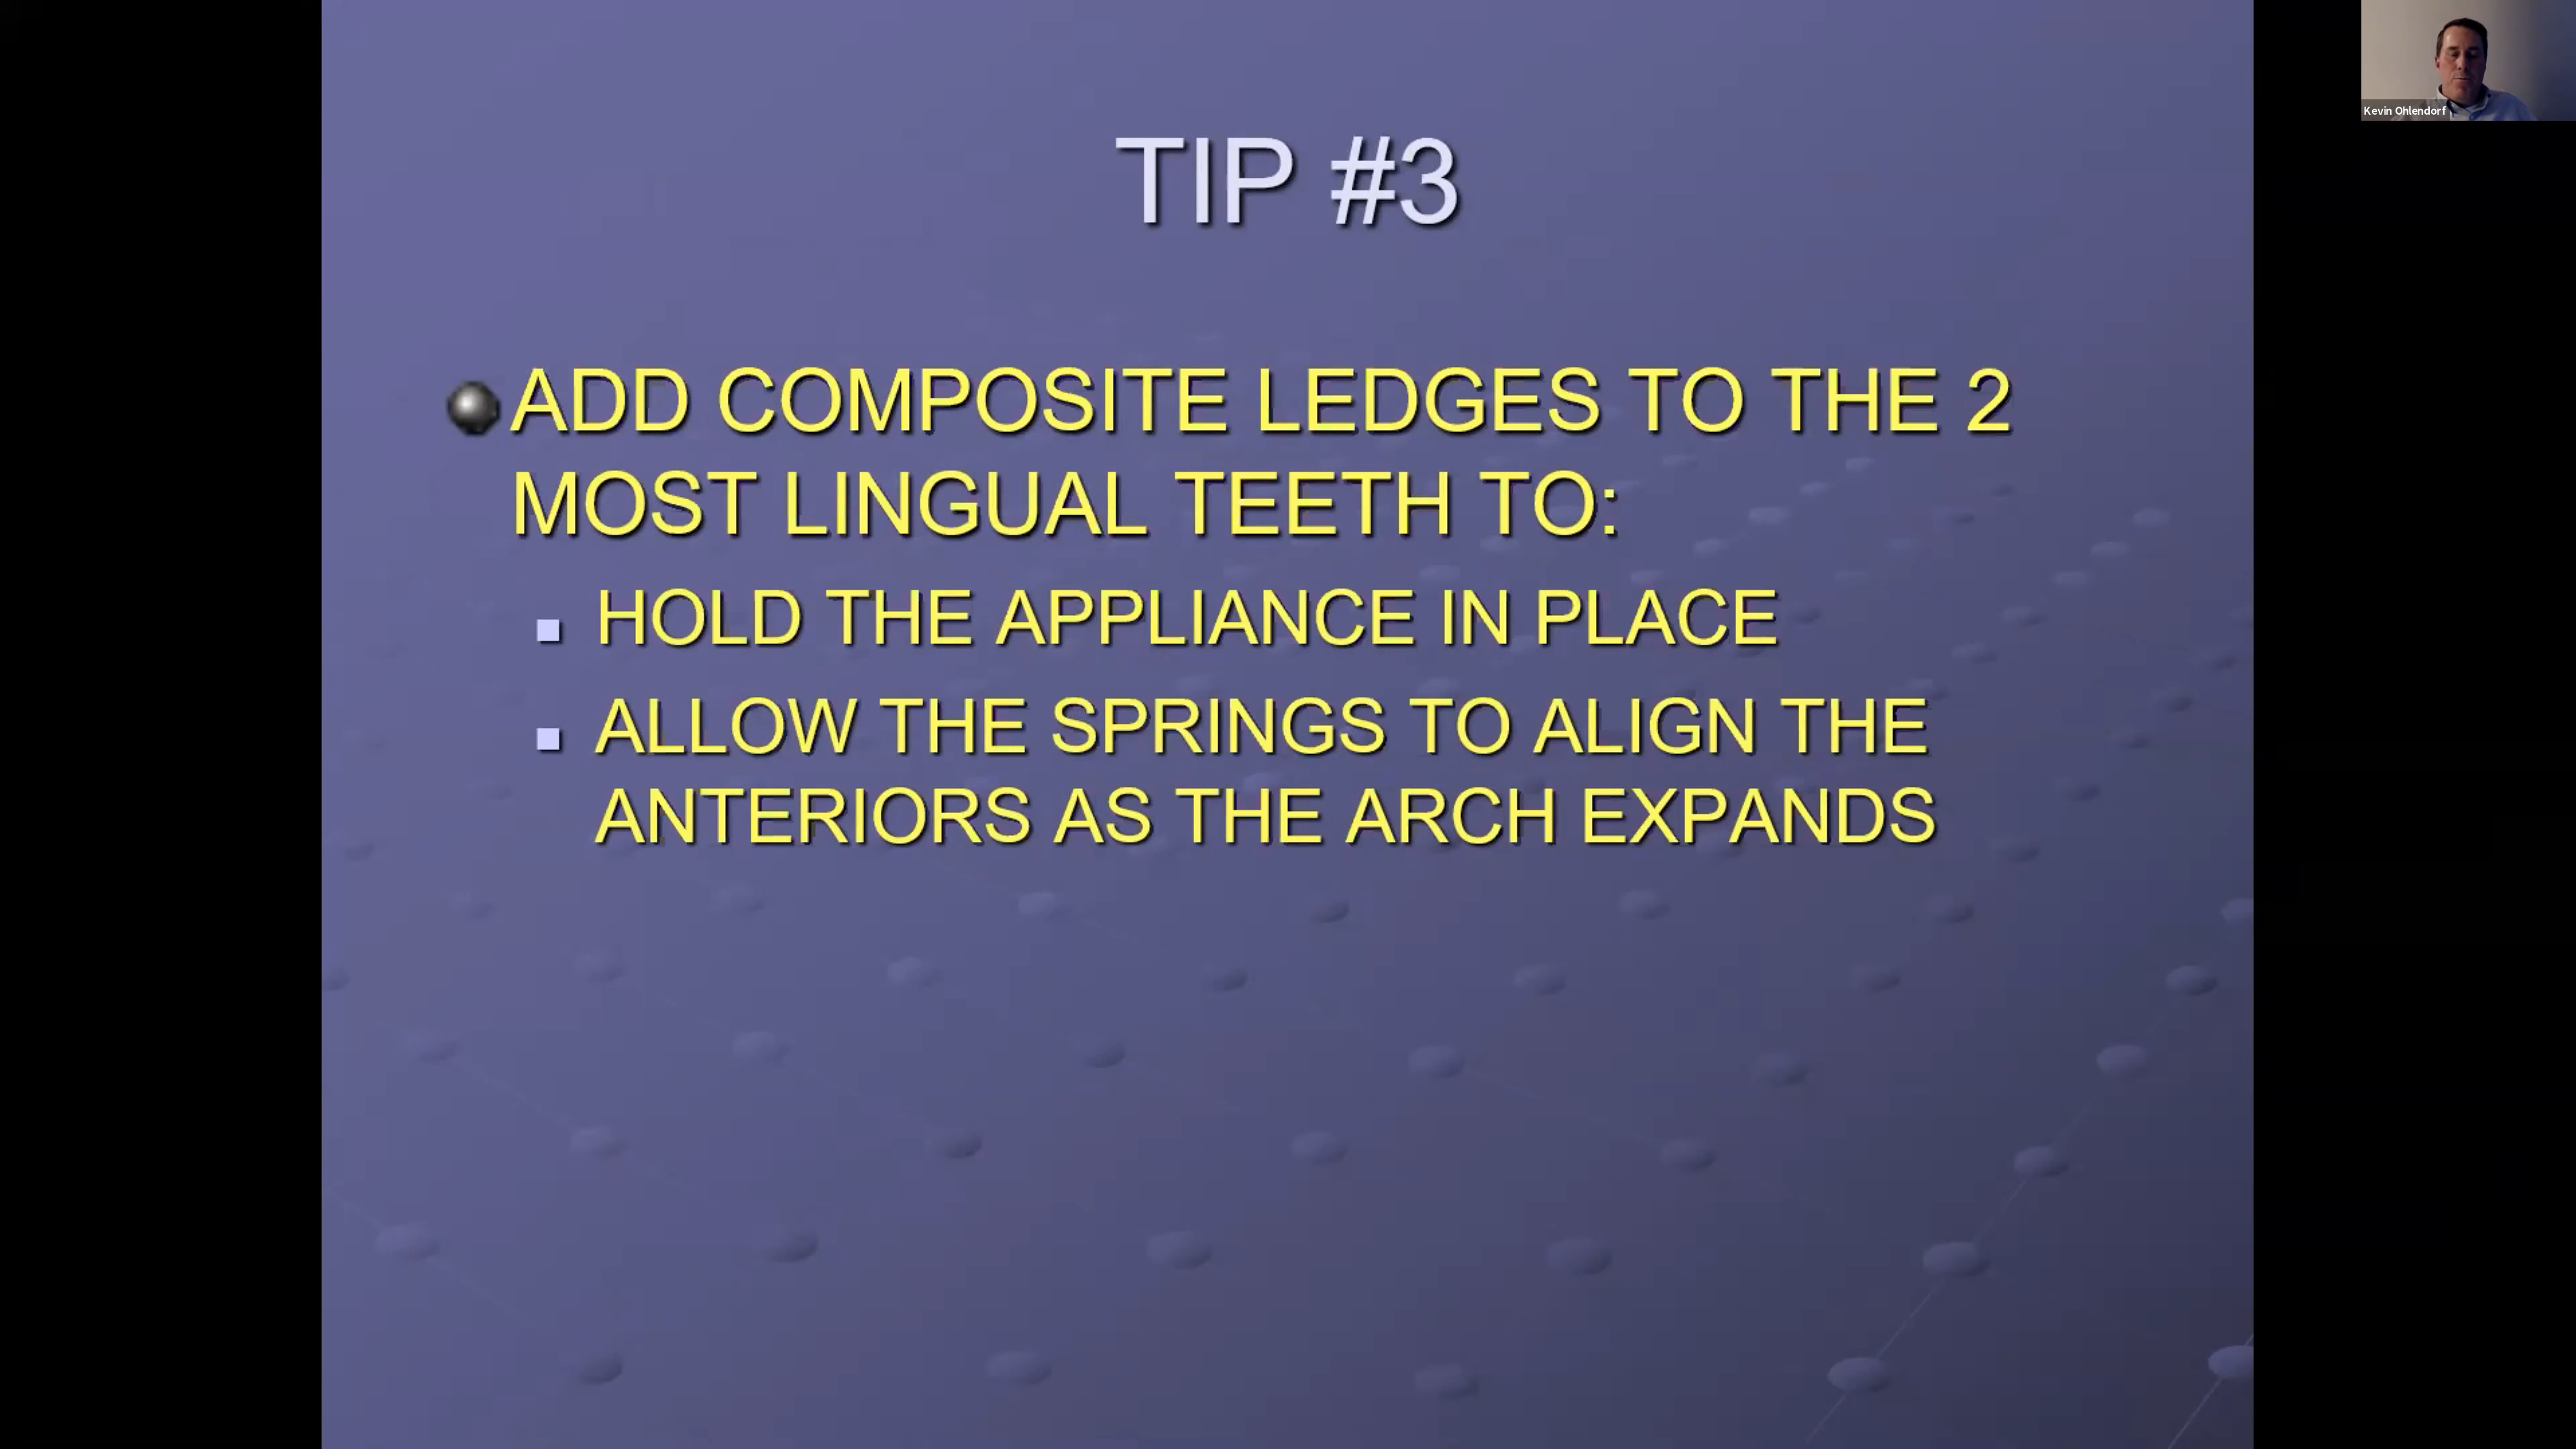 TIP #3
ADD COMPOSITE LEDGES TO THE 2
MOST LINGUAL TEETH TO:
HOLD THE APPLIANCE IN PLACE
ALLOW THE SPRINGS TO ALIGN THE
ANTERIORS AS THE ARCH EXPANDS
Kevin Ohlendorf